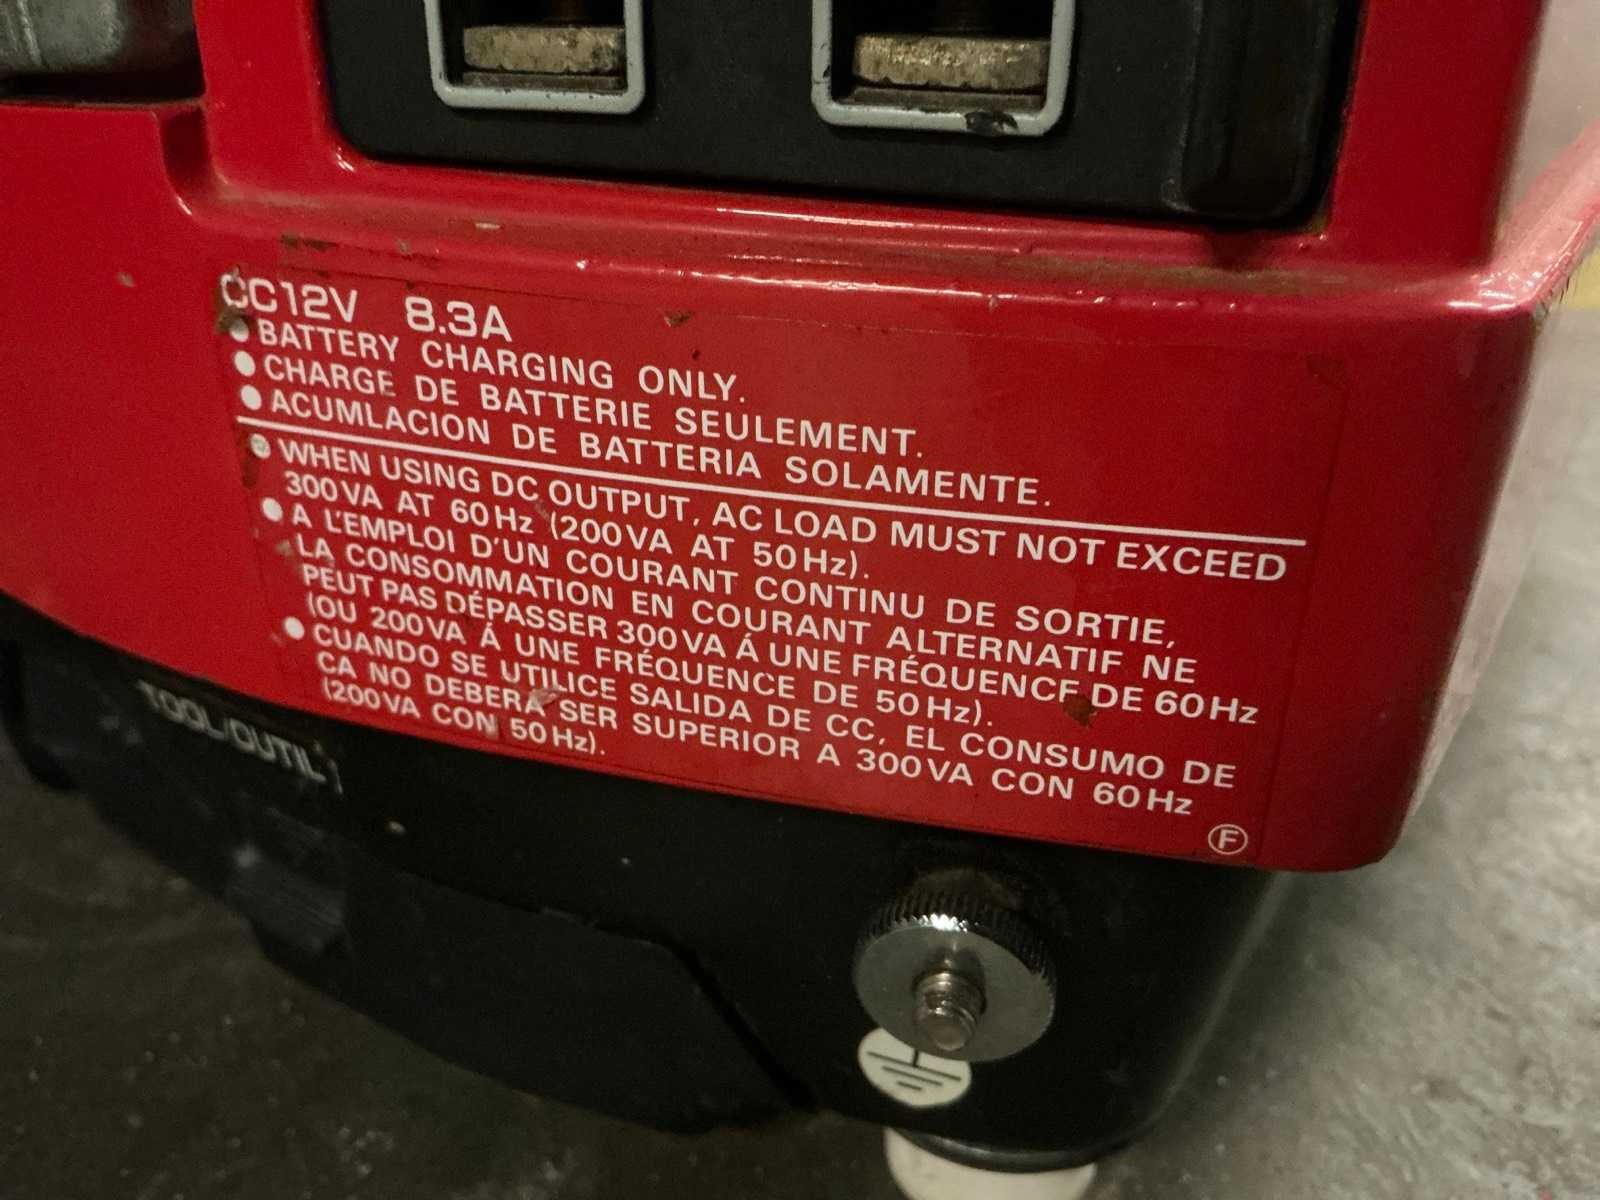 CC12V 8.3A
● BATTERY CHARGING ONLY.
● CHARGE DE BATTERIE SEULEMENT.
● ACUMLACION DE BATTERIA SOLAMENTE.
● WHEN USING DC OUTPUT, AC LOAD MUST NOT EXCEED
300VA AT 60Hz (200VA AT 50Hz).
● A L'EMPLOI D'UN COURANT CONTINU DE SORTIE,
LA CONSOMMATION EN COURANT ALTERNATIF NE
PEUT PAS DÉPASSER 300VA Á UNE FRÉQUENCE DE 60Hz
(OU 200VA Á UNE FRÉQUENCE DE 50Hz).
● CUANDO SE UTILICE SALIDA DE CC, EL CONSUMO DE
CA NO DEBERÁ SER SUPERIOR A 300VA CON 60Hz
(200VA CON 50Hz).
Ⓕ
TOOL/OUTIL